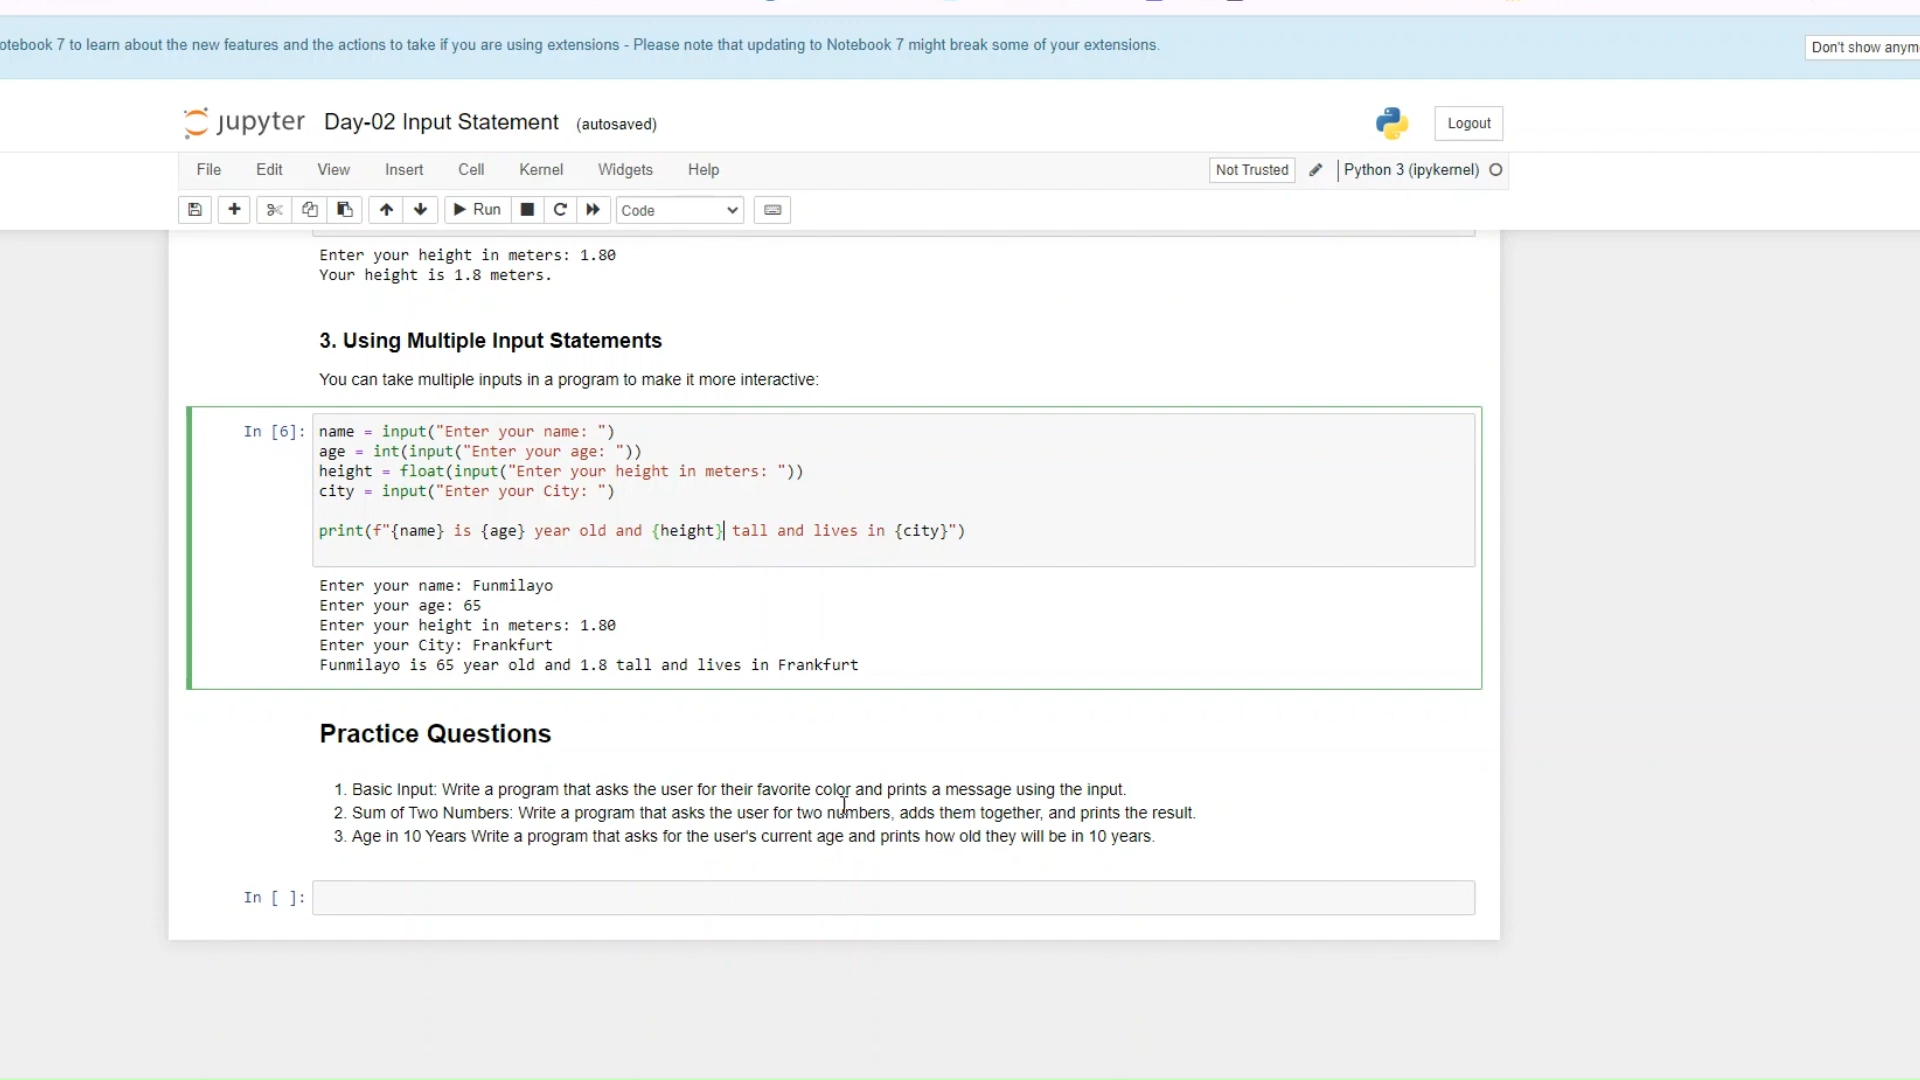 otebook 7 to learn about the new features and the actions to take if you are using extensions - Please note that updating to Notebook 7 might break some of your extensions.
Don't show anym
jupyter Day-02 Input Statement (autosaved)
Logout
File Edit View Insert Cell Kernel Widgets Help
Not Trusted
Python 3 (ipykernel)
Run
Code
Enter your height in meters: 1.80
Your height is 1.8 meters.
3. Using Multiple Input Statements
You can take multiple inputs in a program to make it more interactive:
In [6]:
name = input("Enter your name: ")
age = int(input("Enter your age: "))
height = float(input("Enter your height in meters: "))
city = input("Enter your City: ")
print(f"{name} is {age} year old and {height} tall and lives in {city}")
Enter your name: Funmilayo
Enter your age: 65
Enter your height in meters: 1.80
Enter your City: Frankfurt
Funmilayo is 65 year old and 1.8 tall and lives in Frankfurt
Practice Questions
1. Basic Input: Write a program that asks the user for their favorite color and prints a message using the input.
2. Sum of Two Numbers: Write a program that asks the user for two numbers, adds them together, and prints the result.
3. Age in 10 Years Write a program that asks for the user's current age and prints how old they will be in 10 years.
In [ ]: